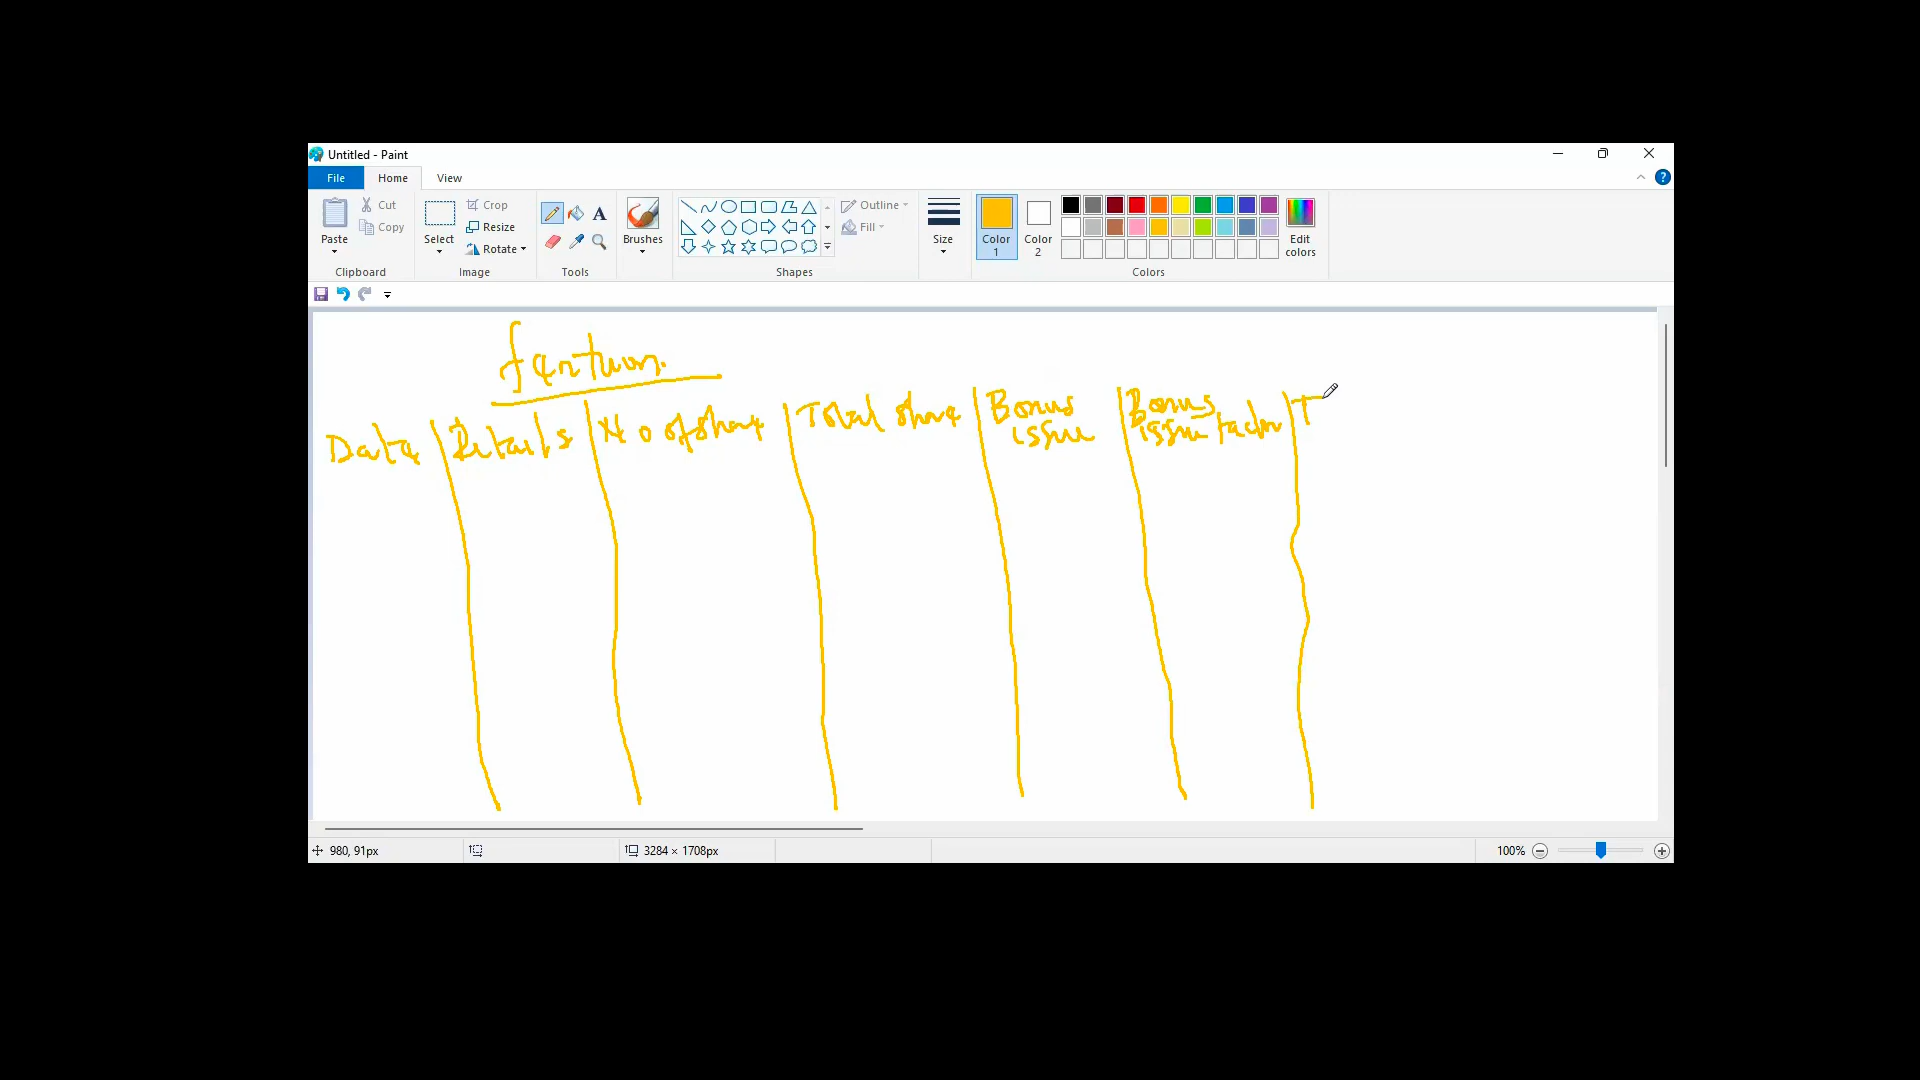 Untitled - Paint
File Home View
Cut
Copy
Paste
Clipboard
Crop
Resize
Rotate
Select
Image
A
Tools
Brushes
Outline
Fill
Shapes
Size
Color 1
Color 2
Edit colors
Colors
Data Details No of share Total share Bonus issue Bonus issue factor T
980, 91px
3284 × 1708px
100%